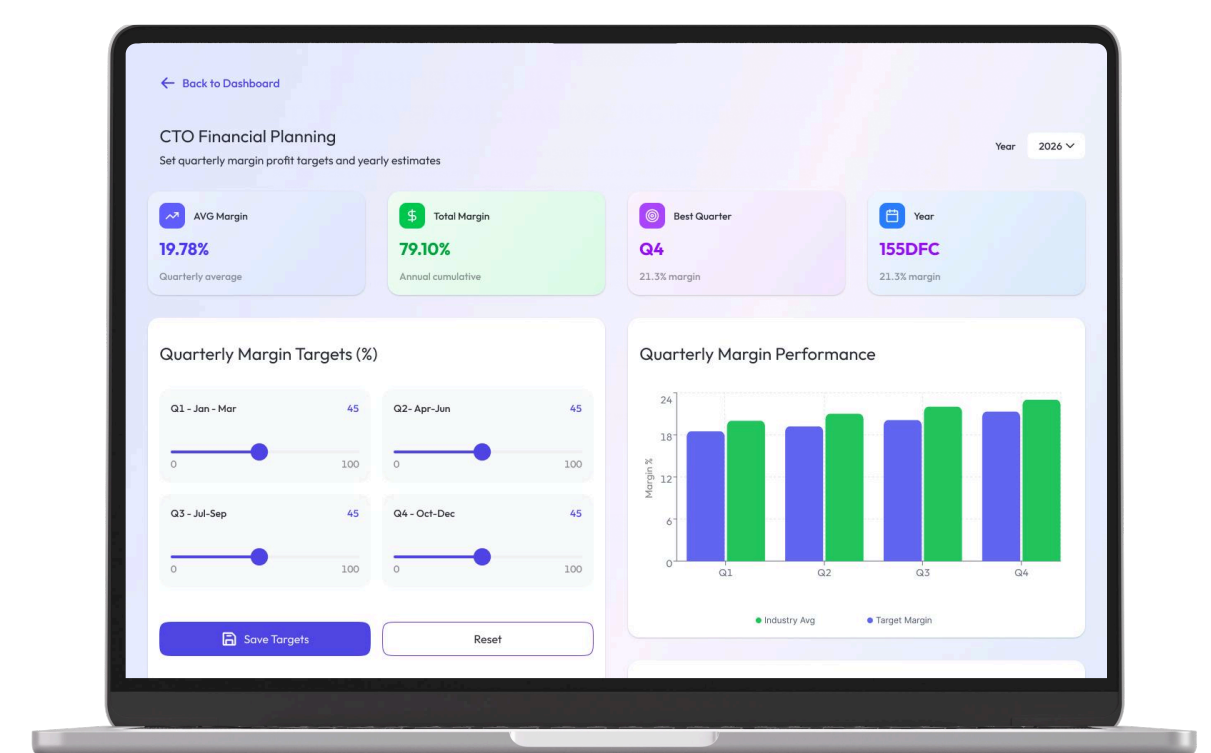 ← Back to Dashboard
CTO Financial Planning
Set quarterly margin profit targets and yearly estimates
Year 2026
AVG Margin
19.78%
Quarterly average
Total Margin
79.10%
Annual cumulative
Best Quarter
Q4
21.3% margin
Year
155DFC
21.3% margin
Quarterly Margin Targets (%)
Q1 - Jan - Mar 45
0 100
Q2- Apr-Jun 45
0 100
Q3 - Jul-Sep 45
0 100
Q4 - Oct-Dec 45
0 100
Save Targets
Reset
Quarterly Margin Performance
Margin %
24
18
12
6
0
Q1 Q2 Q3 Q4
Industry Avg Target Margin